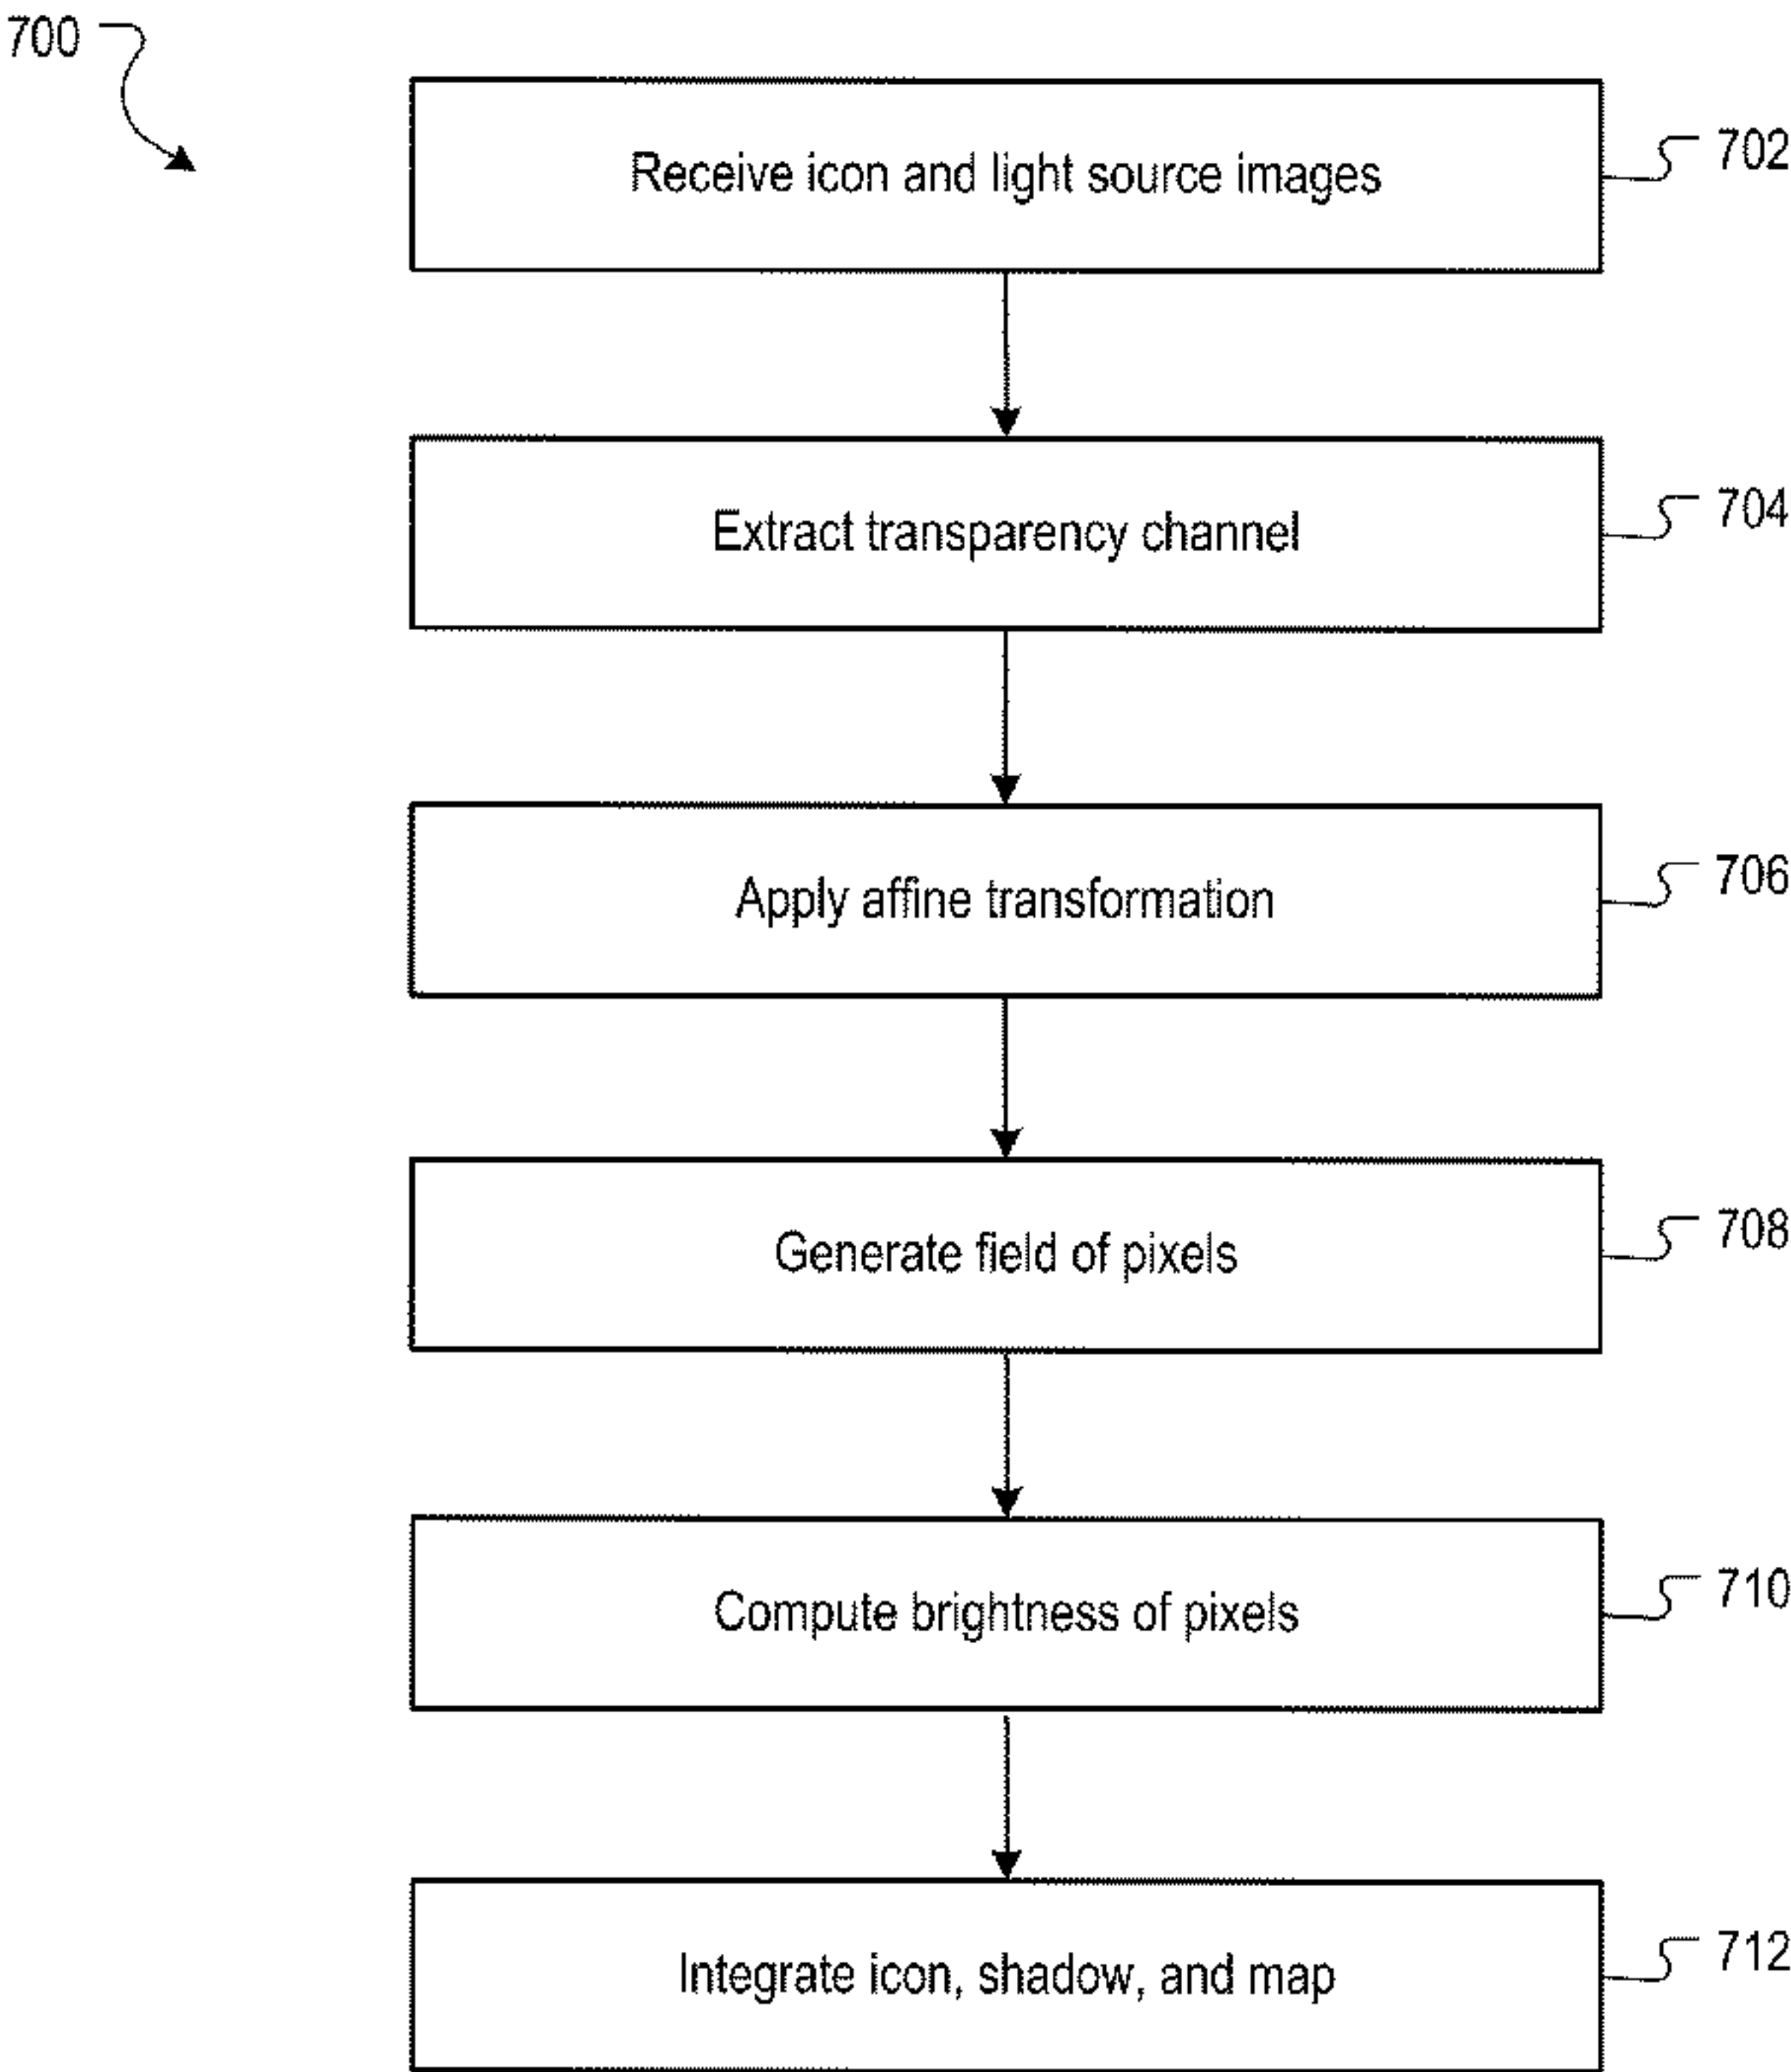 700
Receive icon and light source images
702
Extract transparency channel
704
Apply affine transformation
706
Generate field of pixels
708
Compute brightness of pixels
710
Integrate icon, shadow, and map
712